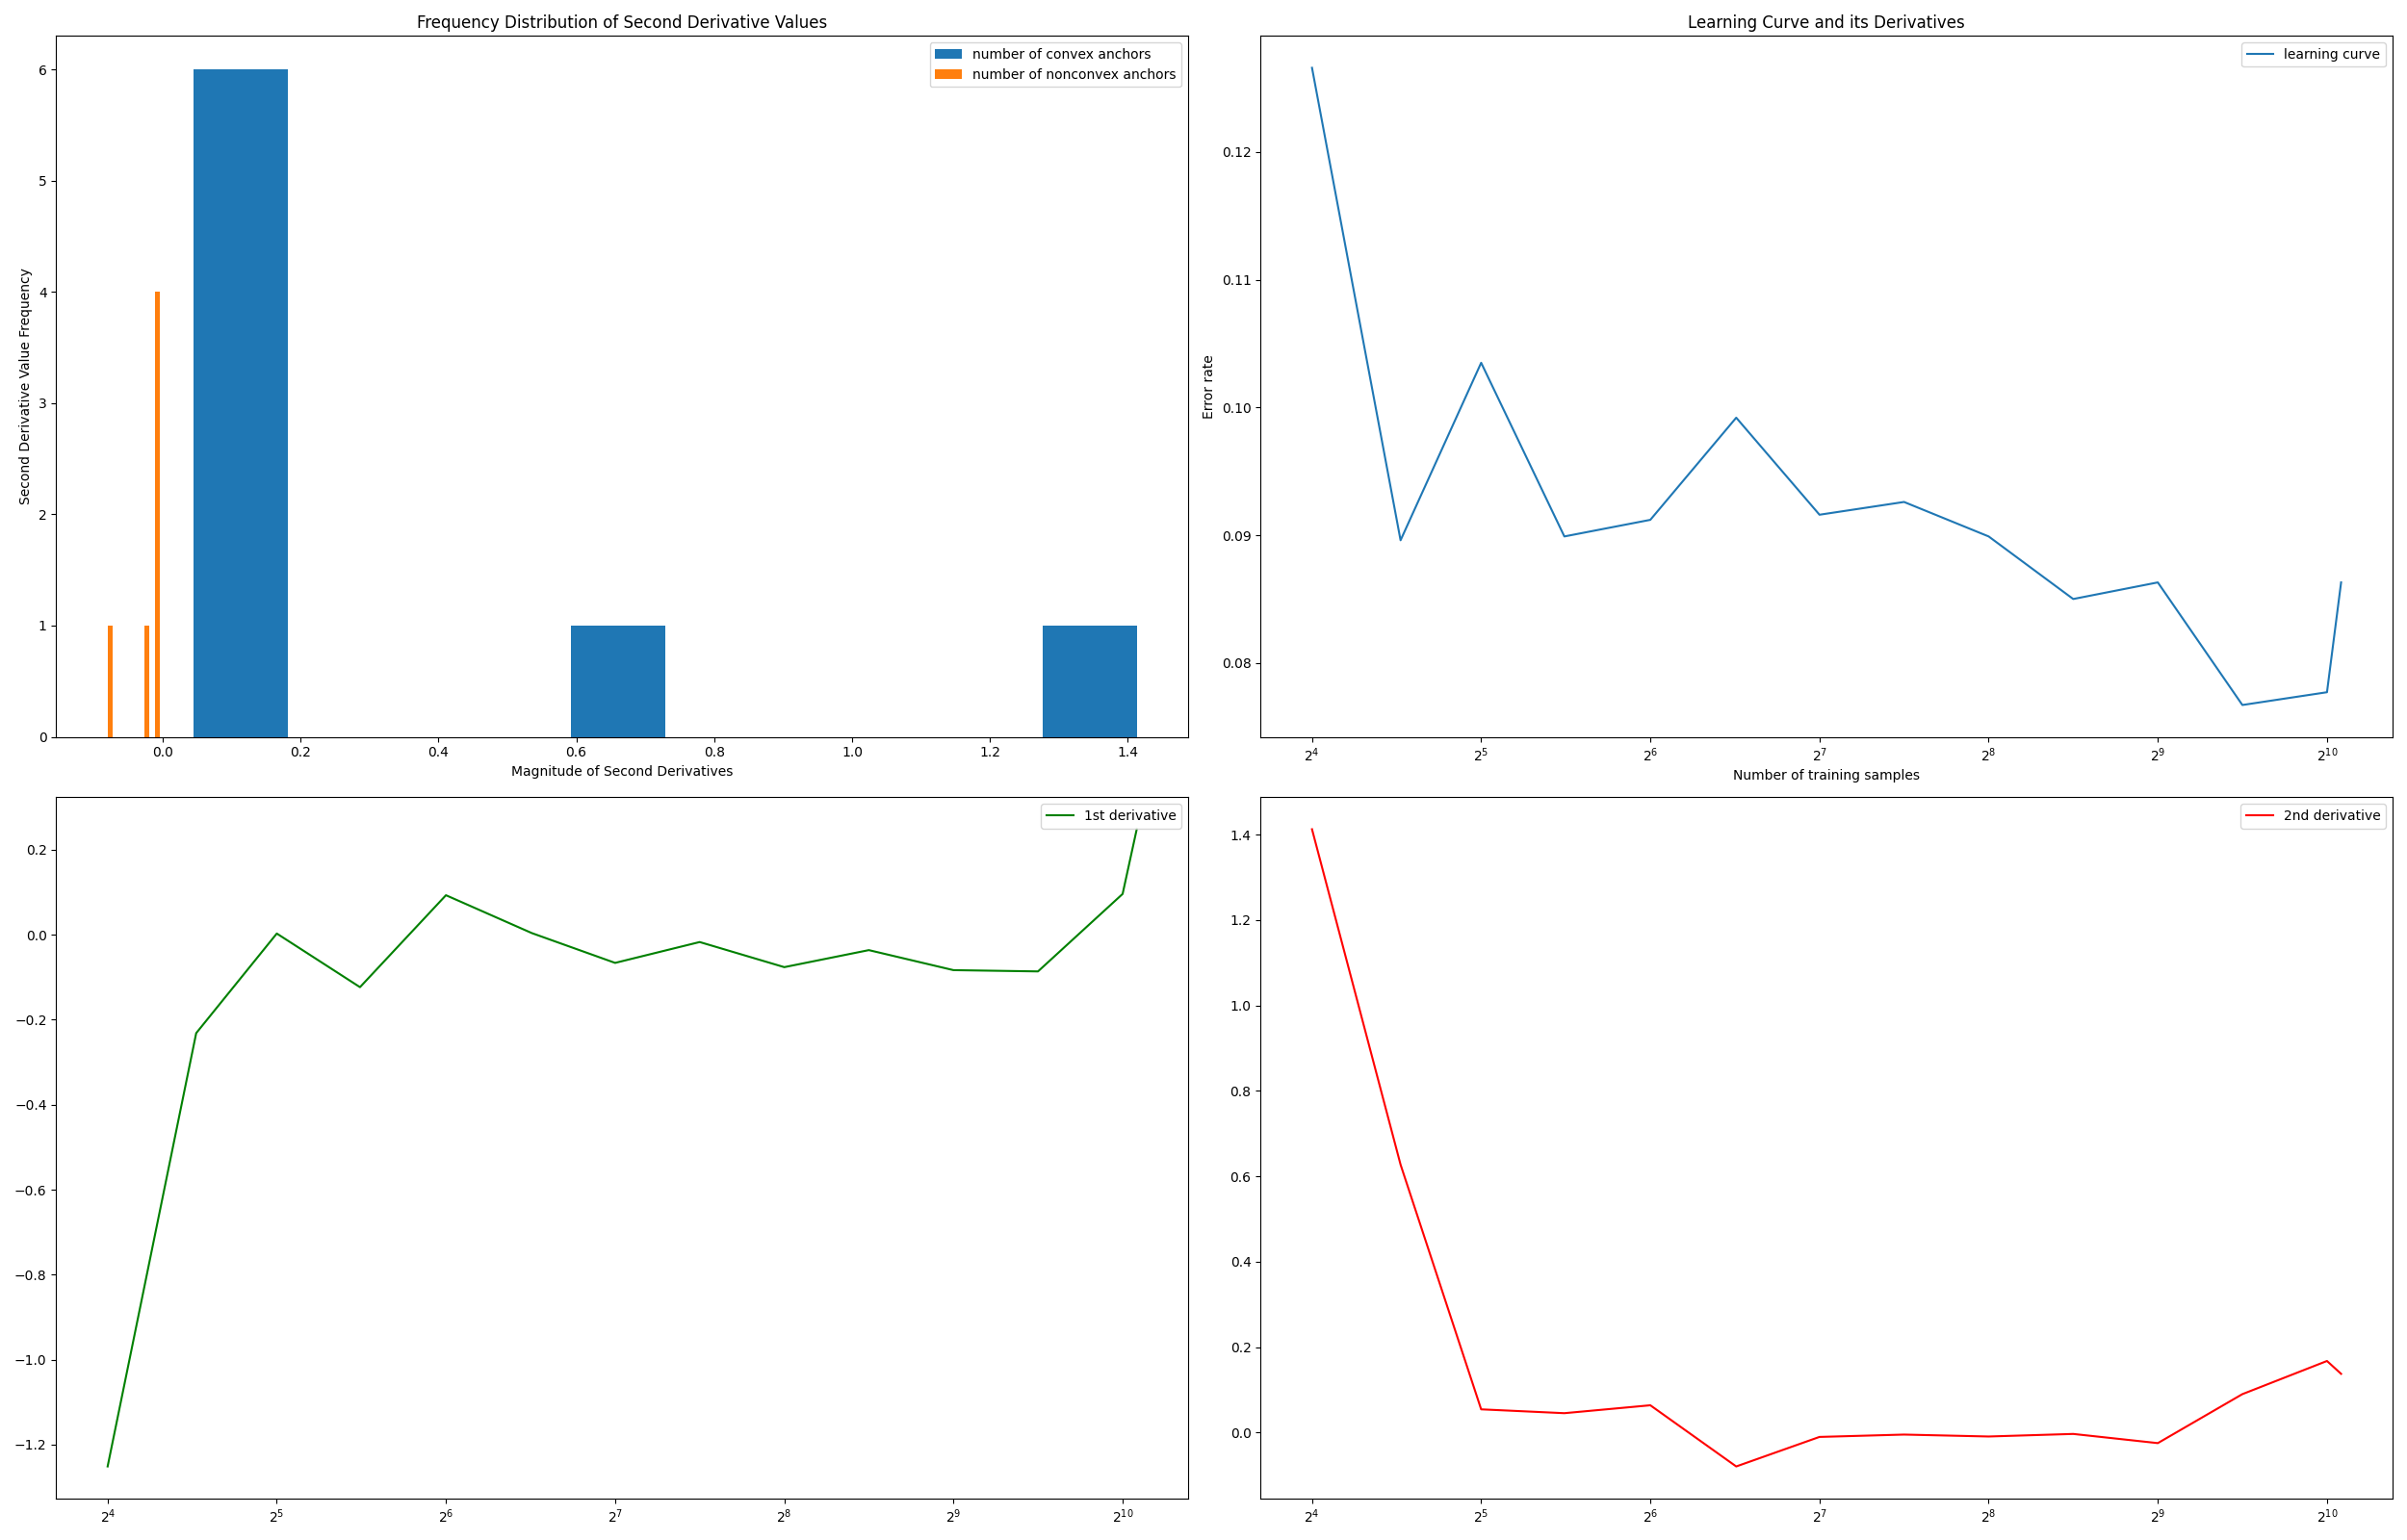 Frequency Distribution of Second Derivative Values
number of convex anchors
number of nonconvex anchors
Second Derivative Value Frequency
6
5
4
3
2
1
0
0.0 0.2 0.4 0.6 0.8 1.0 1.2 1.4
Magnitude of Second Derivatives
Learning Curve and its Derivatives
learning curve
Error rate
0.12
0.11
0.10
0.09
0.08
2⁴ 2⁵ 2⁶ 2⁷ 2⁸ 2⁹ 2¹⁰
Number of training samples
1st derivative
0.2
0.0
−0.2
−0.4
−0.6
−0.8
−1.0
−1.2
2⁴ 2⁵ 2⁶ 2⁷ 2⁸ 2⁹ 2¹⁰
2nd derivative
1.4
1.2
1.0
0.8
0.6
0.4
0.2
0.0
2⁴ 2⁵ 2⁶ 2⁷ 2⁸ 2⁹ 2¹⁰